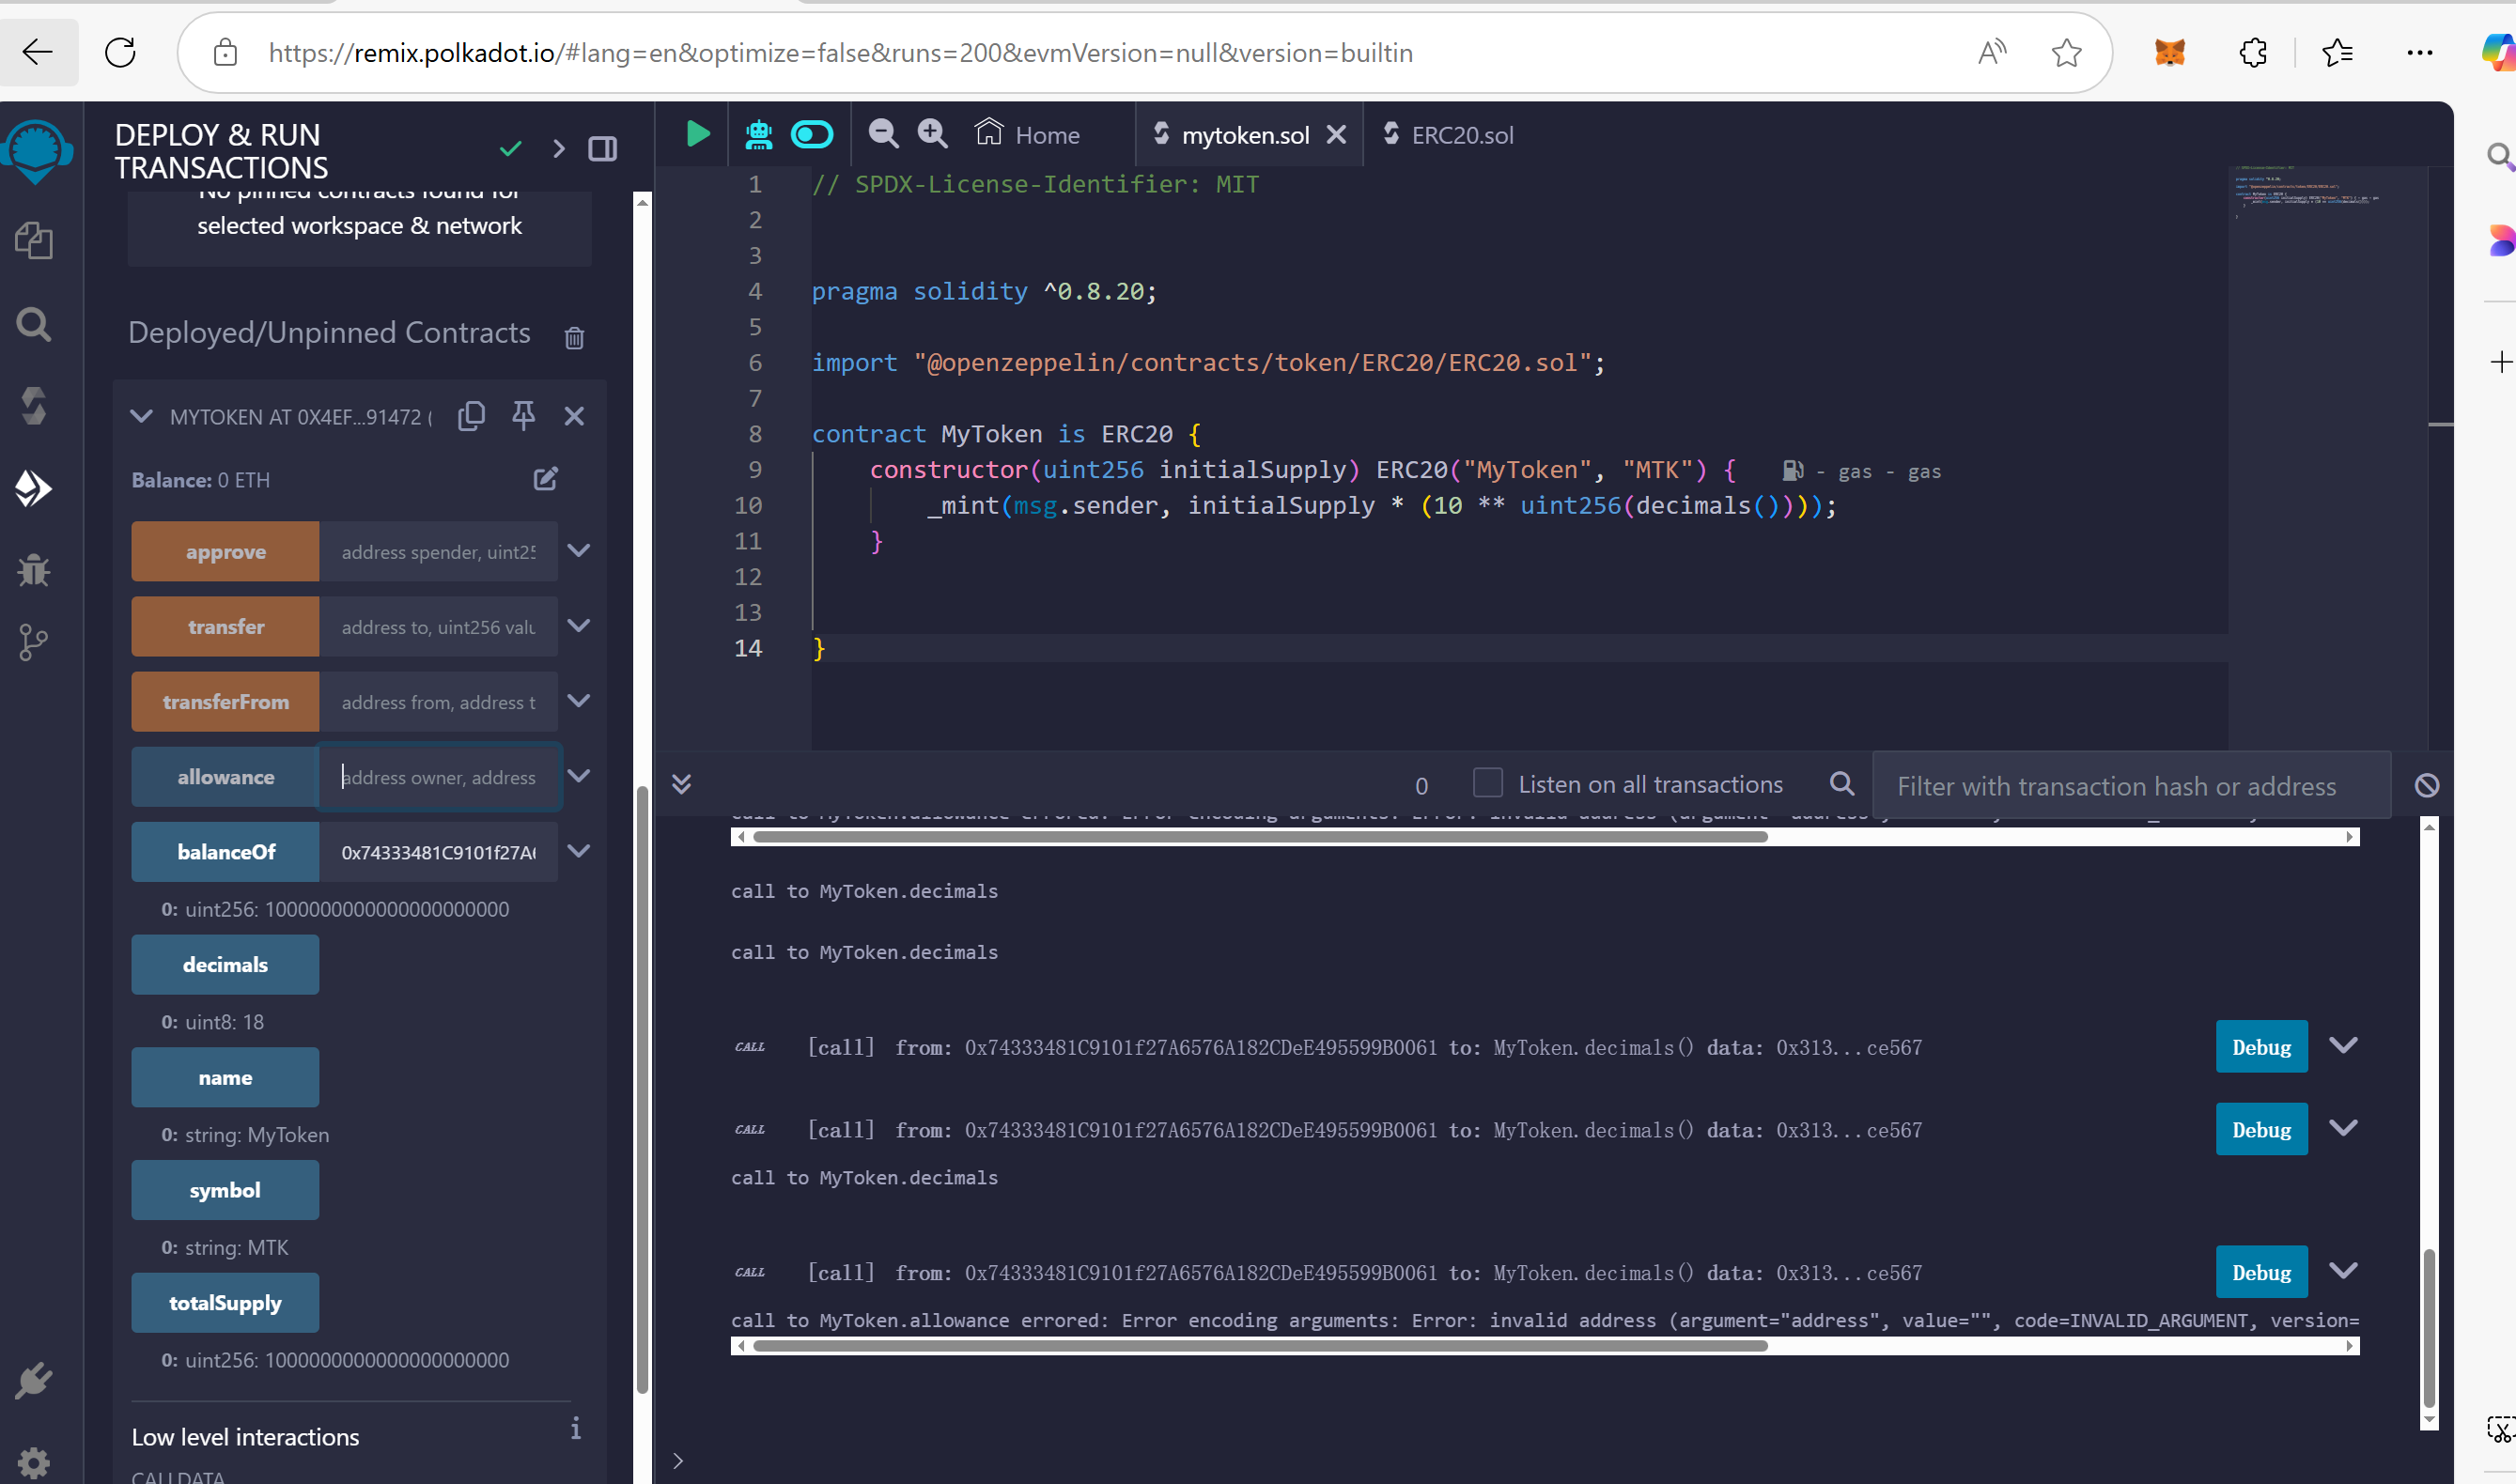 https://remix.polkadot.io/#lang=en&optimize=false&runs=200&evmVersion=null&version=builtin
DEPLOY & RUN
TRANSACTIONS
No pinned contracts found for
selected workspace & network
Deployed/Unpinned Contracts
MYTOKEN AT 0X4EF...91472 (
Balance: 0 ETH
approve
address spender, uint25
transfer
address to, uint256 valu
transferFrom
address from, address t
allowance
address owner, address
balanceOf
0x74333481C9101f27A6
0: uint256: 1000000000000000000000
decimals
0: uint8: 18
name
0: string: MyToken
symbol
0: string: MTK
totalSupply
0: uint256: 1000000000000000000000
Low level interactions
i
CALLDATA
Home
mytoken.sol
ERC20.sol
1 // SPDX-License-Identifier: MIT
2
3
4 pragma solidity ^0.8.20;
5
6 import "@openzeppelin/contracts/token/ERC20/ERC20.sol";
7
8 contract MyToken is ERC20 {
9 constructor(uint256 initialSupply) ERC20("MyToken", "MTK") { - gas - gas
10 _mint(msg.sender, initialSupply * (10 ** uint256(decimals())));
11 }
12
13
14 }
0
Listen on all transactions
Filter with transaction hash or address
call to MyToken.decimals
call to MyToken.decimals
CALL [call] from: 0x74333481C9101f27A6576A182CDeE495599B0061 to: MyToken.decimals() data: 0x313...ce567
Debug
CALL [call] from: 0x74333481C9101f27A6576A182CDeE495599B0061 to: MyToken.decimals() data: 0x313...ce567
Debug
call to MyToken.decimals
CALL [call] from: 0x74333481C9101f27A6576A182CDeE495599B0061 to: MyToken.decimals() data: 0x313...ce567
Debug
call to MyToken.allowance errored: Error encoding arguments: Error: invalid address (argument="address", value="", code=INVALID_ARGUMENT, version=
>